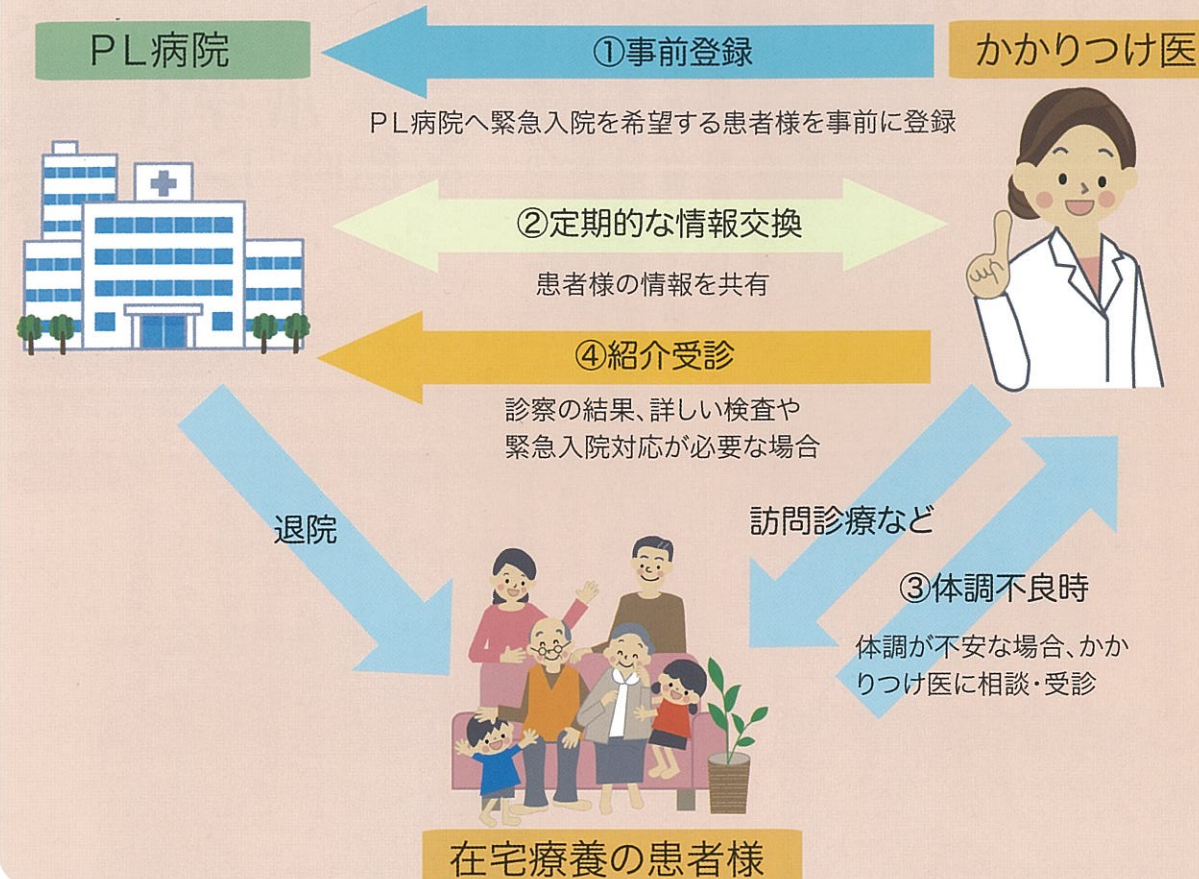 PL病院
①事前登録
かかりつけ医
PL病院へ緊急入院を希望する患者様を事前に登録
②定期的な情報交換
患者様の情報を共有
④紹介受診
診察の結果、詳しい検査や
緊急入院対応が必要な場合
退院
訪問診療など
③体調不良時
体調が不安な場合、かか
りつけ医に相談・受診
在宅療養の患者様